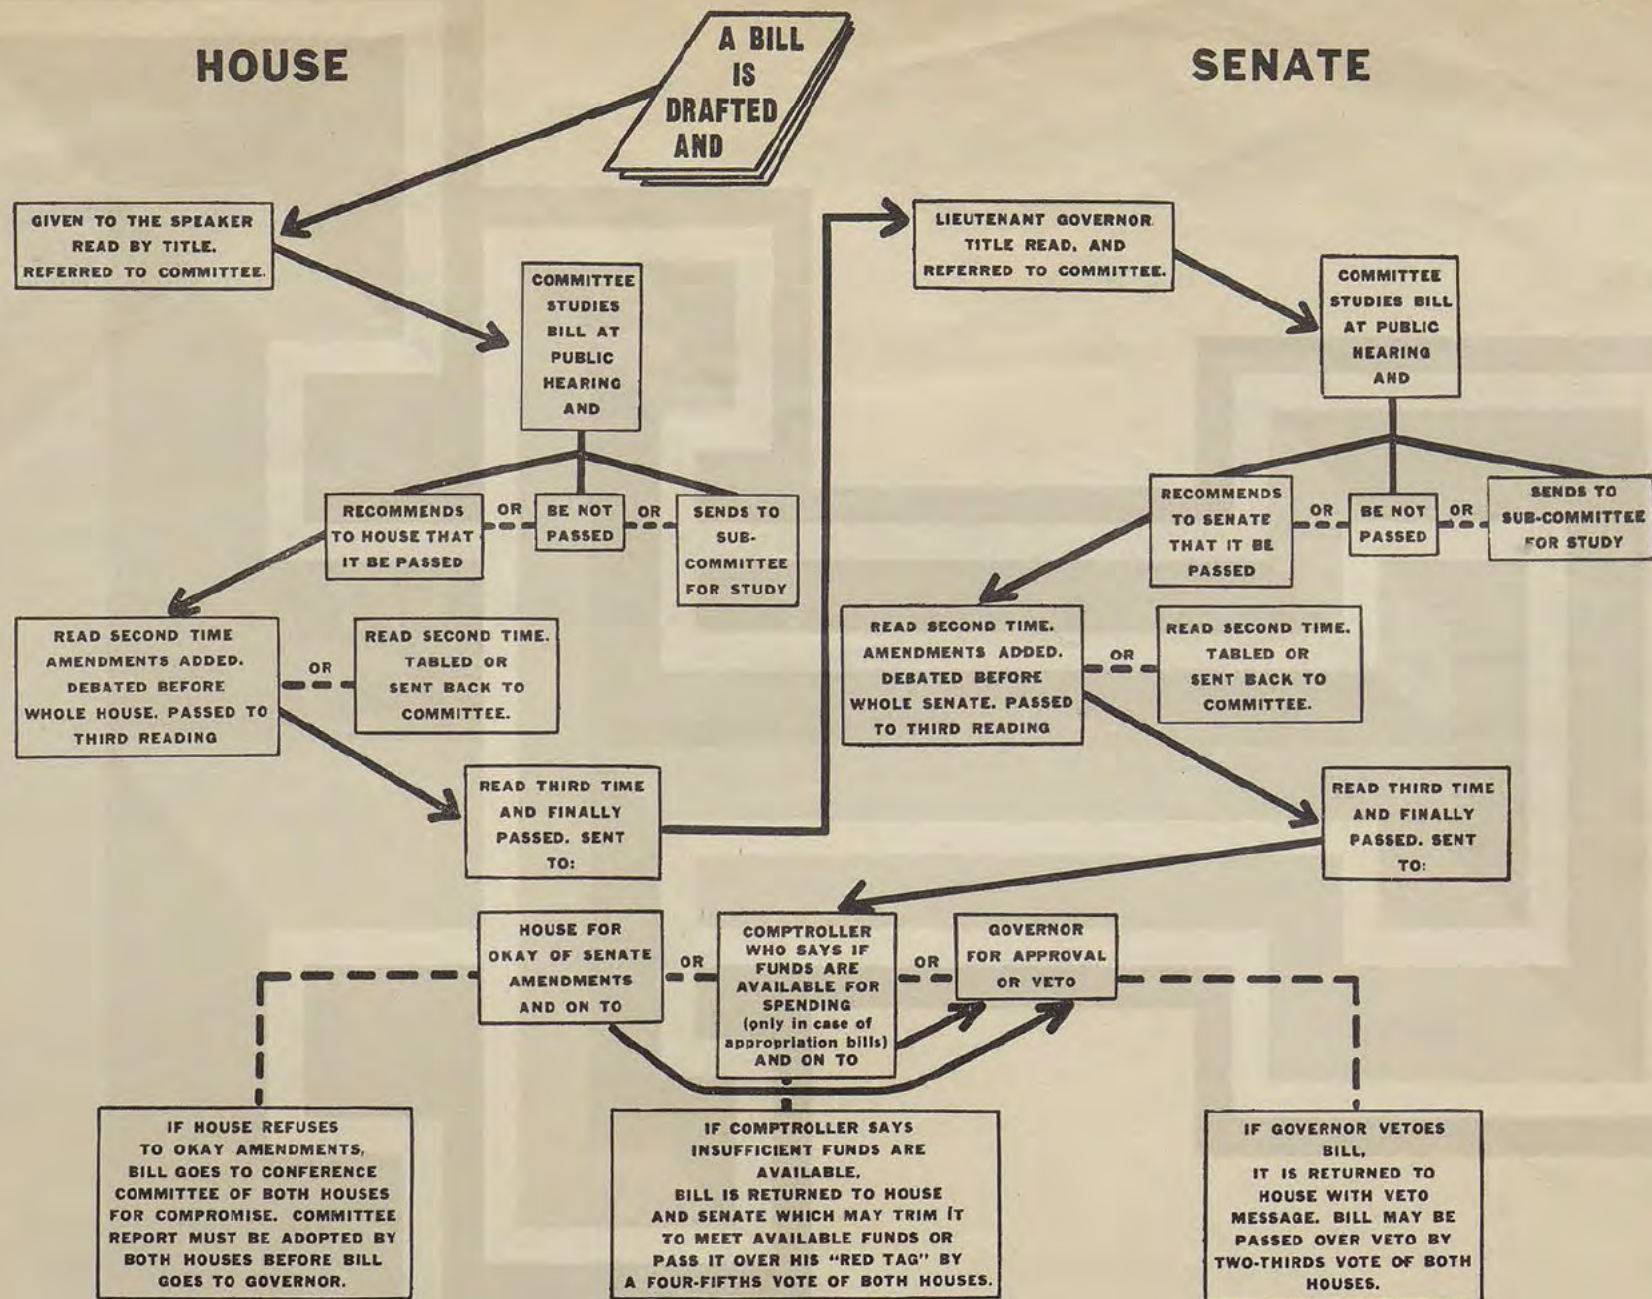 HOUSE
A BILL
IS
DRAFTED
AND
SENATE
GIVEN TO THE SPEAKER
READ BY TITLE.
REFERRED TO COMMITTEE.
COMMITTEE
STUDIES
BILL AT
PUBLIC
HEARING
AND
RECOMMENDS
TO HOUSE THAT
IT BE PASSED
OR
BE NOT
PASSED
OR
SENDS TO
SUB-
COMMITTEE
FOR STUDY
READ SECOND TIME
AMENDMENTS ADDED.
DEBATED BEFORE
WHOLE HOUSE. PASSED TO
THIRD READING
OR
READ SECOND TIME.
TABLED OR
SENT BACK TO
COMMITTEE.
READ THIRD TIME
AND FINALLY
PASSED. SENT
TO:
LIEUTENANT GOVERNOR
TITLE READ, AND
REFERRED TO COMMITTEE.
COMMITTEE
STUDIES BILL
AT PUBLIC
HEARING
AND
RECOMMENDS
TO SENATE
THAT IT BE
PASSED
OR
BE NOT
PASSED
OR
SENDS TO
SUB-COMMITTEE
FOR STUDY
READ SECOND TIME.
AMENDMENTS ADDED.
DEBATED BEFORE
WHOLE SENATE. PASSED
TO THIRD READING
OR
READ SECOND TIME.
TABLED OR
SENT BACK TO
COMMITTEE.
READ THIRD TIME
AND FINALLY
PASSED. SENT
TO:
HOUSE FOR
OKAY OF SENATE
AMENDMENTS
AND ON TO
OR
COMPTROLLER
WHO SAYS IF
FUNDS ARE
AVAILABLE FOR
SPENDING
(only in case of
appropriation bills)
AND ON TO
OR
GOVERNOR
FOR APPROVAL
OR VETO
IF HOUSE REFUSES
TO OKAY AMENDMENTS,
BILL GOES TO CONFERENCE
COMMITTEE OF BOTH HOUSES
FOR COMPROMISE. COMMITTEE
REPORT MUST BE ADOPTED BY
BOTH HOUSES BEFORE BILL
GOES TO GOVERNOR.
IF COMPTROLLER SAYS
INSUFFICIENT FUNDS ARE
AVAILABLE,
BILL IS RETURNED TO HOUSE
AND SENATE WHICH MAY TRIM IT
TO MEET AVAILABLE FUNDS OR
PASS IT OVER HIS "RED TAG" BY
A FOUR-FIFTHS VOTE OF BOTH HOUSES.
IF GOVERNOR VETOES
BILL,
IT IS RETURNED TO
HOUSE WITH VETO
MESSAGE. BILL MAY BE
PASSED OVER VETO BY
TWO-THIRDS VOTE OF BOTH
HOUSES.